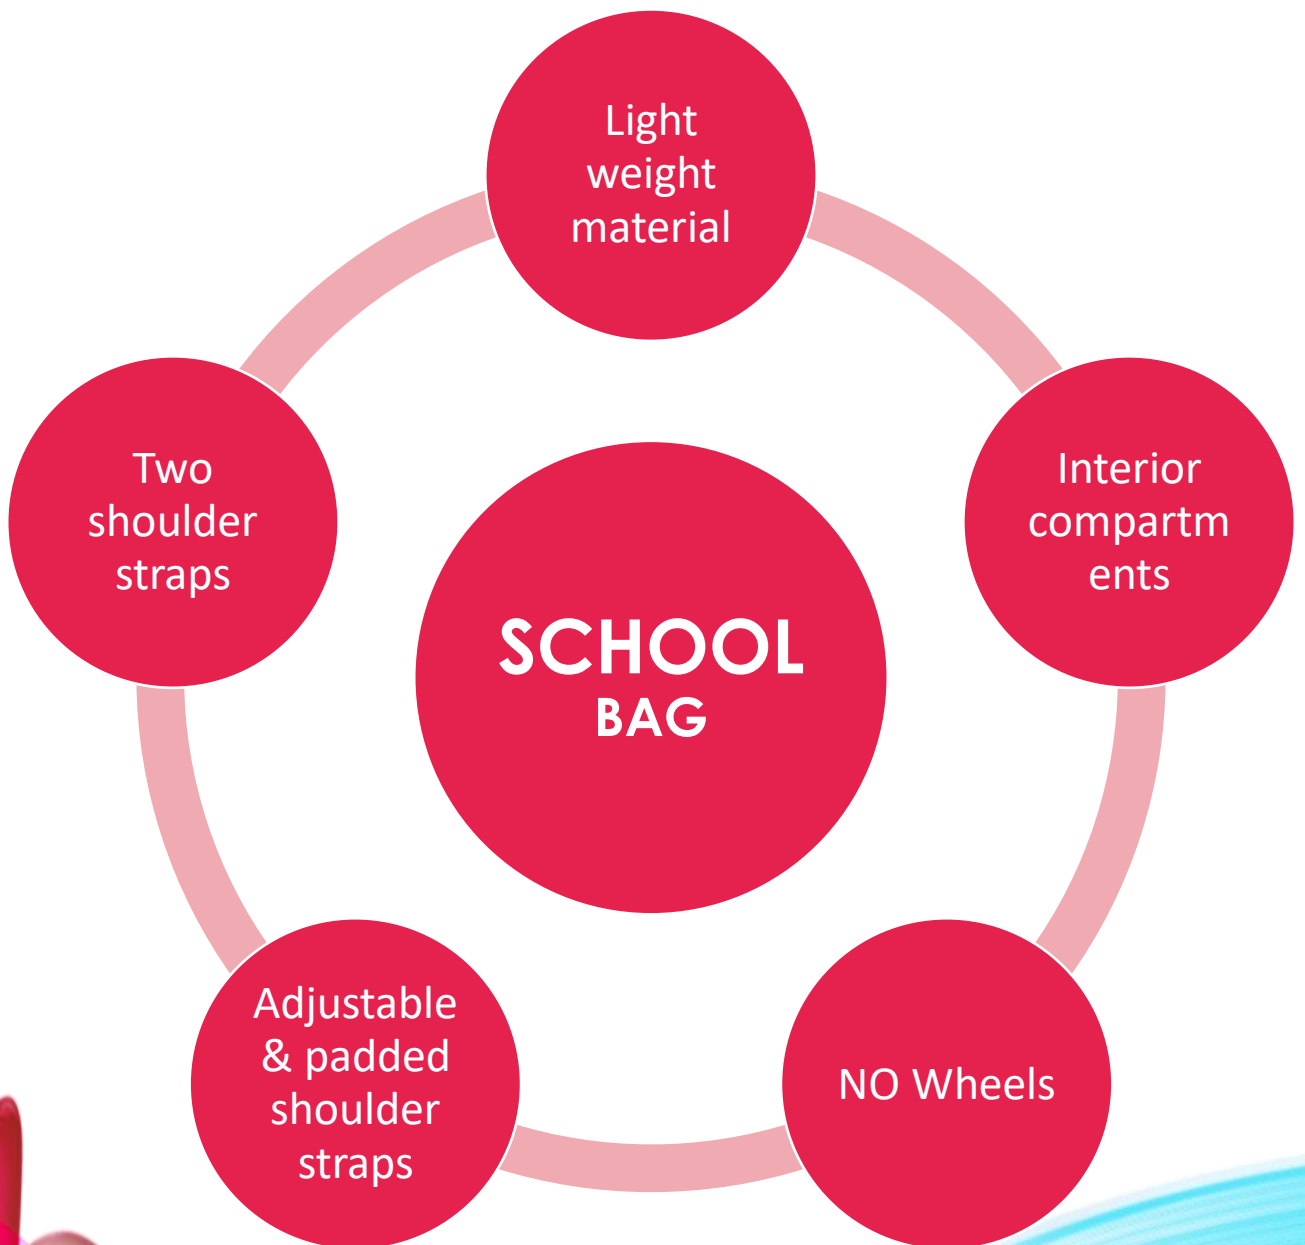 Light
weight
material
Interior
compartm
ents
NO Wheels
Adjustable
& padded
shoulder
straps
Two
shoulder
straps
SCHOOL
BAG